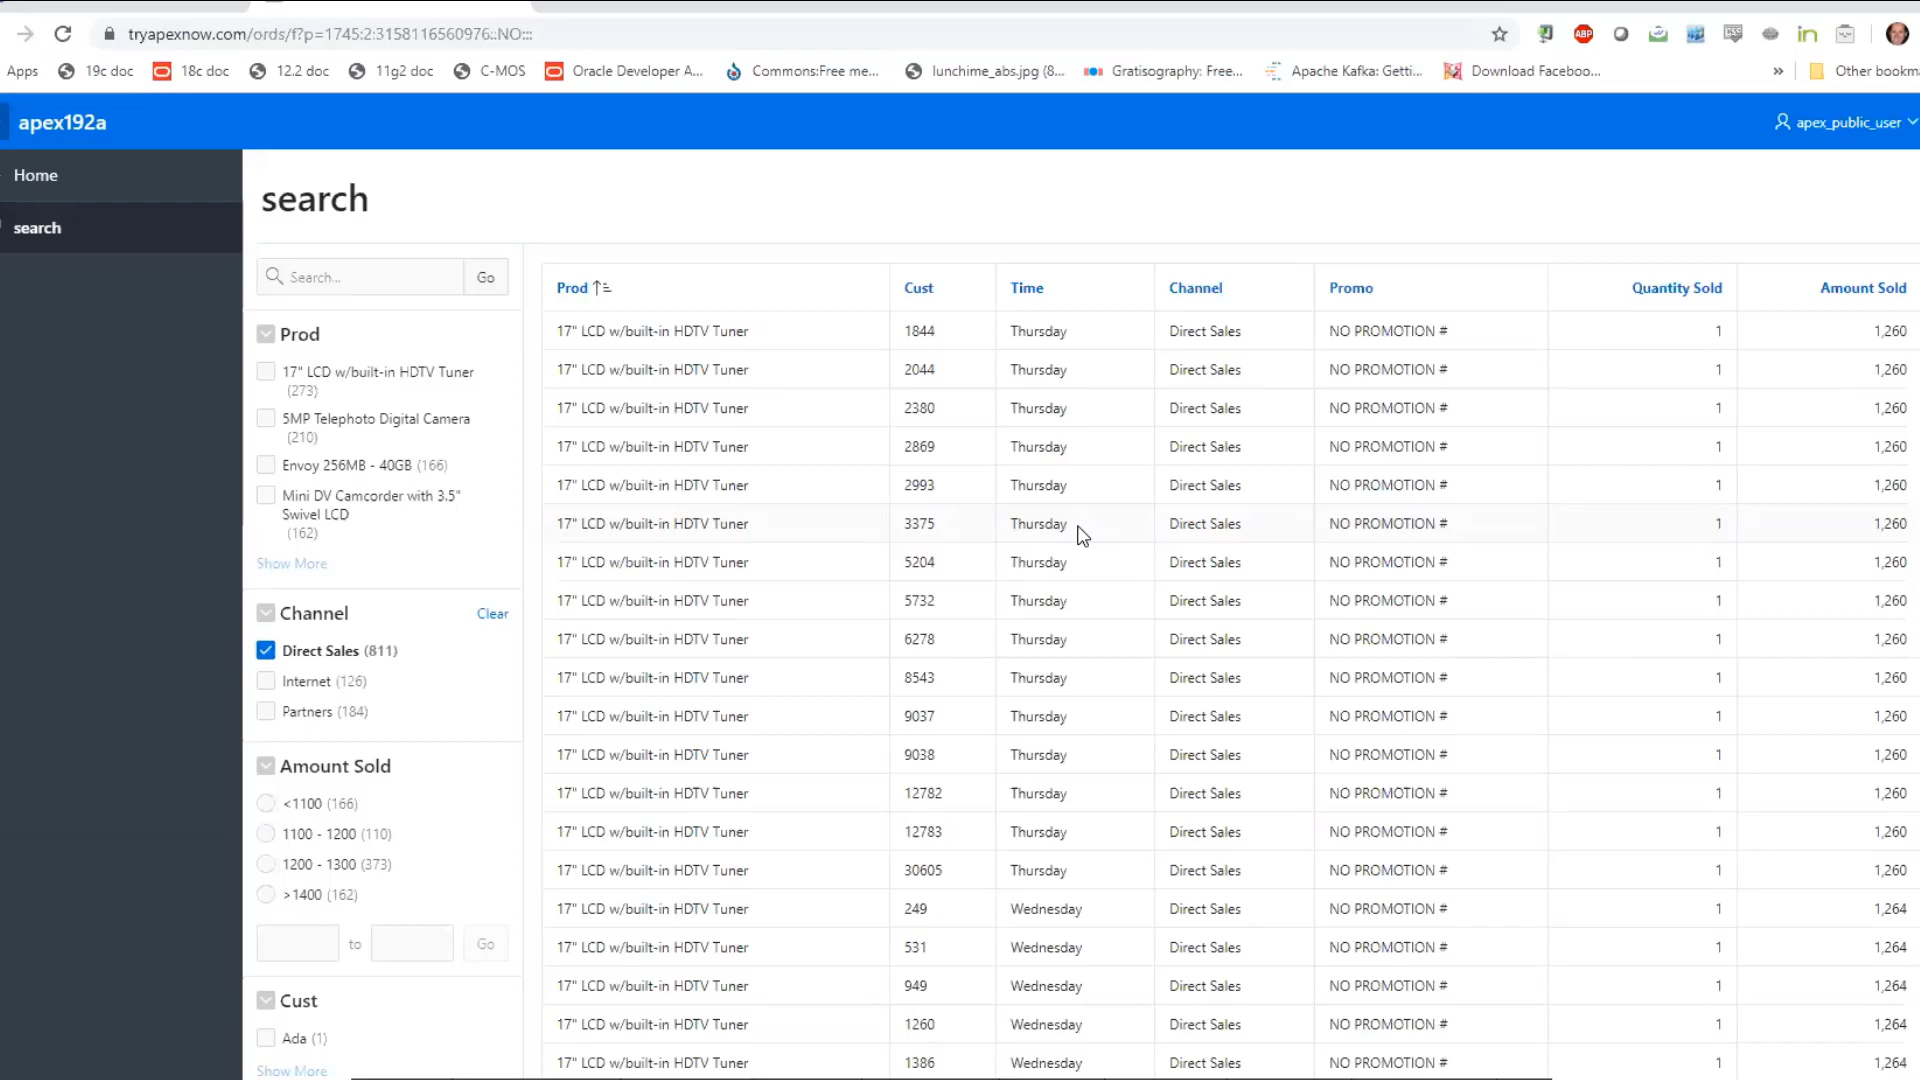 tryapexnow.com/ords/f?p=1745:2:3158116560976::NO:::
ABP
CSS
in
Apps 19c doc 18c doc 12.2 doc 11g2 doc C-MOS Oracle Developer A... Commons:Free me... lunchime_abs.jpg (8... Gratisography: Free... Apache Kafka: Getti... Download Faceboo... » Other bookma
apex192a
apex_public_user
Home
search
search
Search...
Go
Prod
17" LCD w/built-in HDTV Tuner
(273)
5MP Telephoto Digital Camera
(210)
Envoy 256MB - 40GB (166)
Mini DV Camcorder with 3.5"
Swivel LCD
(162)
Show More
Channel Clear
Direct Sales (811)
Internet (126)
Partners (184)
Amount Sold
<1100 (166)
1100 - 1200 (110)
1200 - 1300 (373)
>1400 (162)
to Go
Cust
Ada (1)
Show More
Prod Cust Time Channel Promo Quantity Sold Amount Sold
17" LCD w/built-in HDTV Tuner 1844 Thursday Direct Sales NO PROMOTION # 1 1,260
17" LCD w/built-in HDTV Tuner 2044 Thursday Direct Sales NO PROMOTION # 1 1,260
17" LCD w/built-in HDTV Tuner 2380 Thursday Direct Sales NO PROMOTION # 1 1,260
17" LCD w/built-in HDTV Tuner 2869 Thursday Direct Sales NO PROMOTION # 1 1,260
17" LCD w/built-in HDTV Tuner 2993 Thursday Direct Sales NO PROMOTION # 1 1,260
17" LCD w/built-in HDTV Tuner 3375 Thursday Direct Sales NO PROMOTION # 1 1,260
17" LCD w/built-in HDTV Tuner 5204 Thursday Direct Sales NO PROMOTION # 1 1,260
17" LCD w/built-in HDTV Tuner 5732 Thursday Direct Sales NO PROMOTION # 1 1,260
17" LCD w/built-in HDTV Tuner 6278 Thursday Direct Sales NO PROMOTION # 1 1,260
17" LCD w/built-in HDTV Tuner 8543 Thursday Direct Sales NO PROMOTION # 1 1,260
17" LCD w/built-in HDTV Tuner 9037 Thursday Direct Sales NO PROMOTION # 1 1,260
17" LCD w/built-in HDTV Tuner 9038 Thursday Direct Sales NO PROMOTION # 1 1,260
17" LCD w/built-in HDTV Tuner 12782 Thursday Direct Sales NO PROMOTION # 1 1,260
17" LCD w/built-in HDTV Tuner 12783 Thursday Direct Sales NO PROMOTION # 1 1,260
17" LCD w/built-in HDTV Tuner 30605 Thursday Direct Sales NO PROMOTION # 1 1,260
17" LCD w/built-in HDTV Tuner 249 Wednesday Direct Sales NO PROMOTION # 1 1,264
17" LCD w/built-in HDTV Tuner 531 Wednesday Direct Sales NO PROMOTION # 1 1,264
17" LCD w/built-in HDTV Tuner 949 Wednesday Direct Sales NO PROMOTION # 1 1,264
17" LCD w/built-in HDTV Tuner 1260 Wednesday Direct Sales NO PROMOTION # 1 1,264
17" LCD w/built-in HDTV Tuner 1386 Wednesday Direct Sales NO PROMOTION # 1 1,264